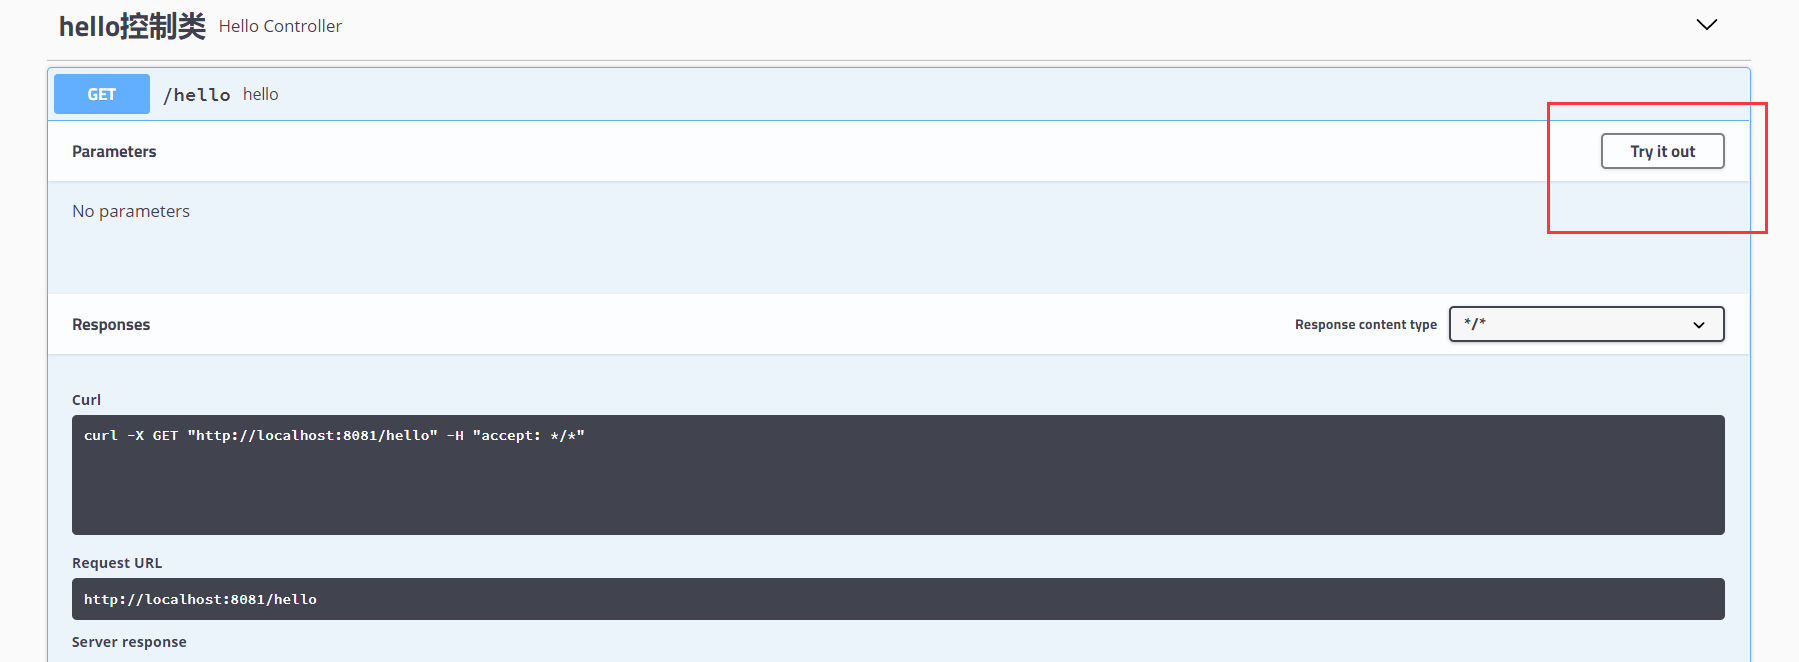 hello控制类 Hello Controller
GET /hello hello
Parameters Try it out
No parameters
Responses Response content type */*
Curl
curl -X GET "http://localhost:8081/hello" -H "accept: */*"
Request URL
http://localhost:8081/hello
Server response